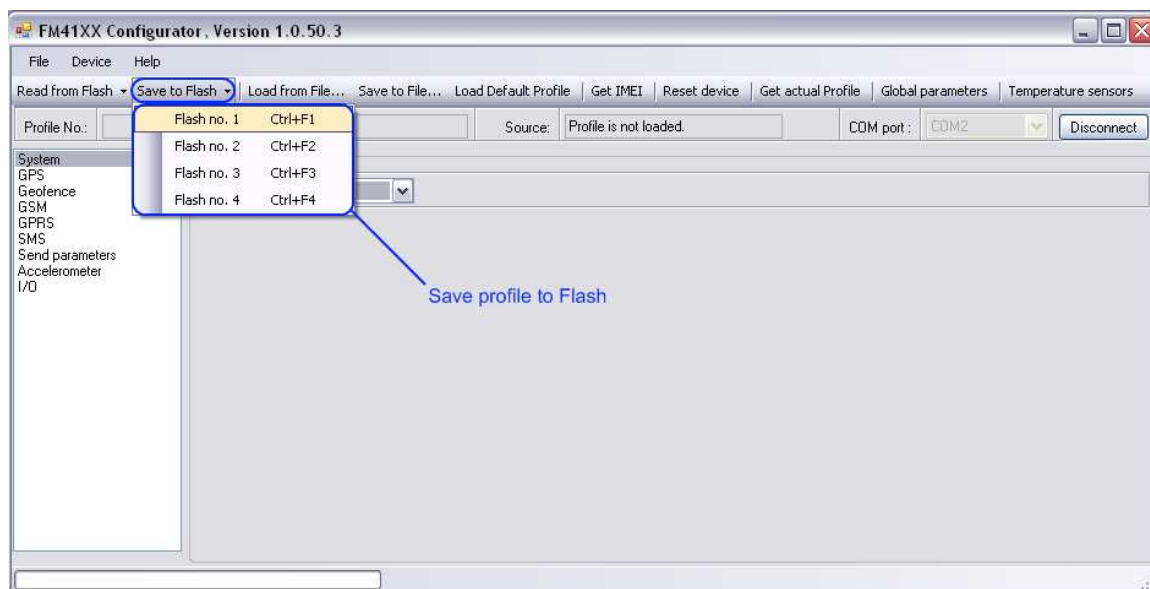 FM41XX Configurator, Version 1.0.50.3
File Device Help
Read from Flash Save to Flash Load from File... Save to File... Load Default Profile Get IMEI Reset device Get actual Profile Global parameters Temperature sensors
Profile No.: Source: Profile is not loaded. COM port : COM2 Disconnect
Flash no. 1 Ctrl+F1
Flash no. 2 Ctrl+F2
Flash no. 3 Ctrl+F3
Flash no. 4 Ctrl+F4
System
GPS
Geofence
GSM
GPRS
SMS
Send parameters
Accelerometer
I/O
Save profile to Flash